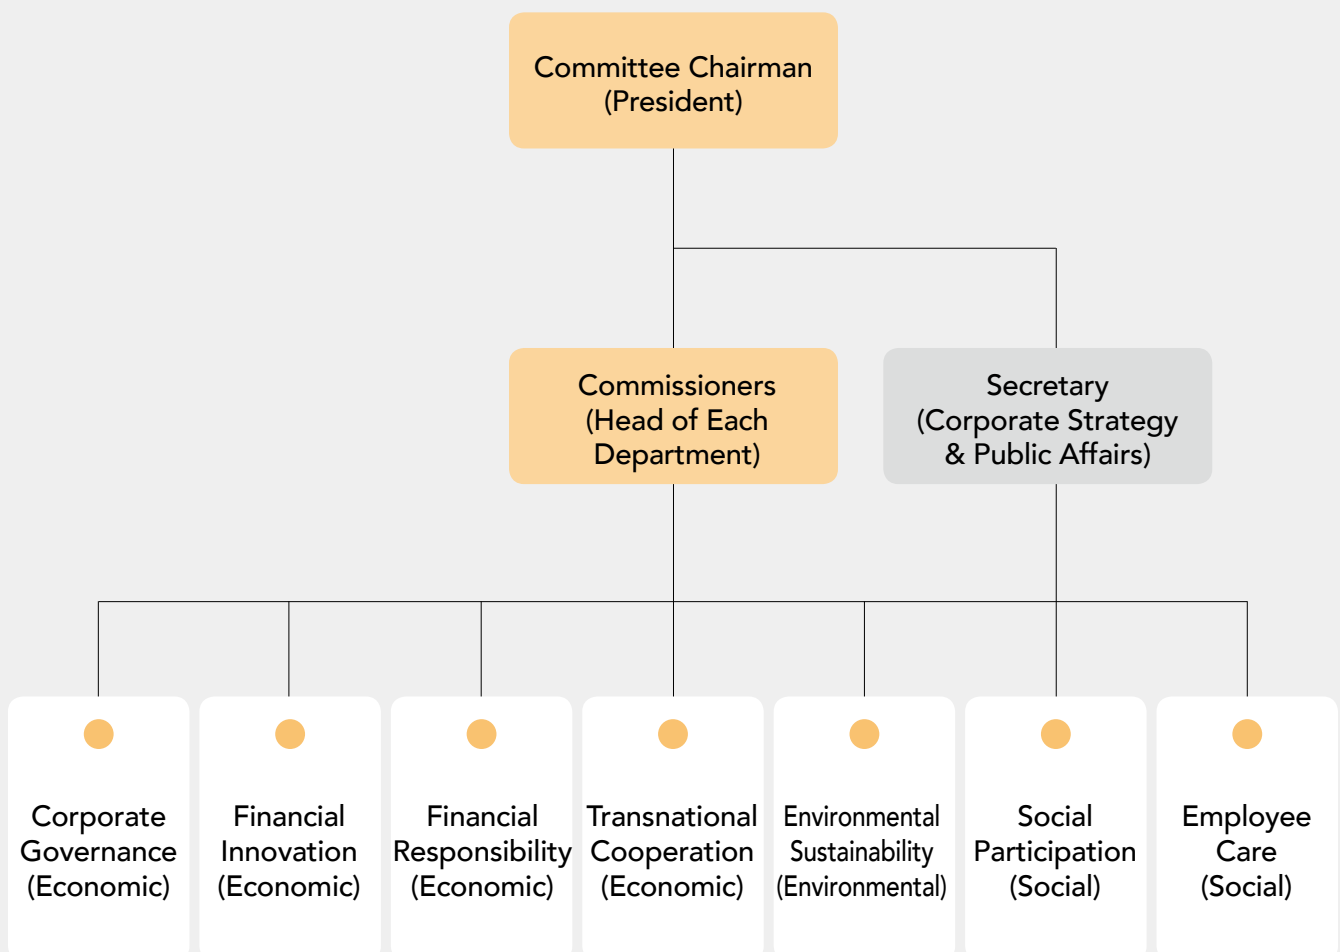 Committee Chairman
(President)
Commissioners
(Head of Each
Department)
Secretary
(Corporate Strategy
& Public Affairs)
Corporate
Governance
(Economic)
Financial
Innovation
(Economic)
Financial
Responsibility
(Economic)
Transnational
Cooperation
(Economic)
Environmental
Sustainability
(Environmental)
Social
Participation
(Social)
Employee
Care
(Social)